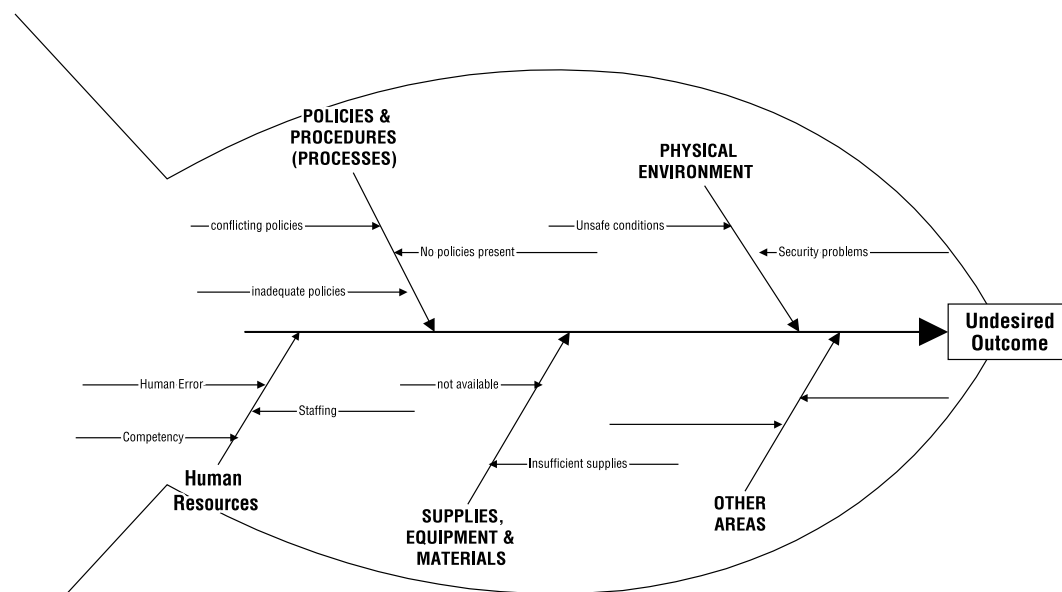 POLICIES &
PROCEDURES
(PROCESSES)
PHYSICAL
ENVIRONMENT
conflicting policies
Unsafe conditions
No policies present
Security problems
inadequate policies
Undesired
Outcome
Human Error
not available
Staffing
Competency
Insufficient supplies
Human
Resources
SUPPLIES,
EQUIPMENT &
MATERIALS
OTHER
AREAS